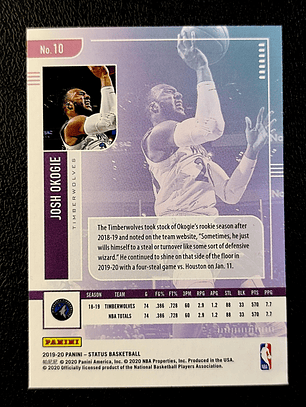 No. 10
JOSH OKOGIE
TIMBERWOLVES
The Timberwolves took stock of Okogie's rookie season after
2018-19 and noted on the team website, "Sometimes, he just
wills himself to a steal or turnover like some sort of defensive
wizard." He continued to shine on that side of the floor in
2019-20 with a four-steal game vs. Houston on Jan. 11.
SEASON TEAM G FG% FT% 3PM RPG APG STL BLK PTS PPG
18-19 TIMBERWOLVES 74 .386 .728 60 2.9 1.2 88 33 570 7.7
NBA TOTALS 74 .386 .728 60 2.9 1.2 88 33 570 7.7
PANINI
2019-20 PANINI – STATUS BASKETBALL
© 2020 Panini America, Inc. © 2020 NBA Properties, Inc. Produced in the USA.
© 2020 Officially licensed product of the National Basketball Players Association.
NBA